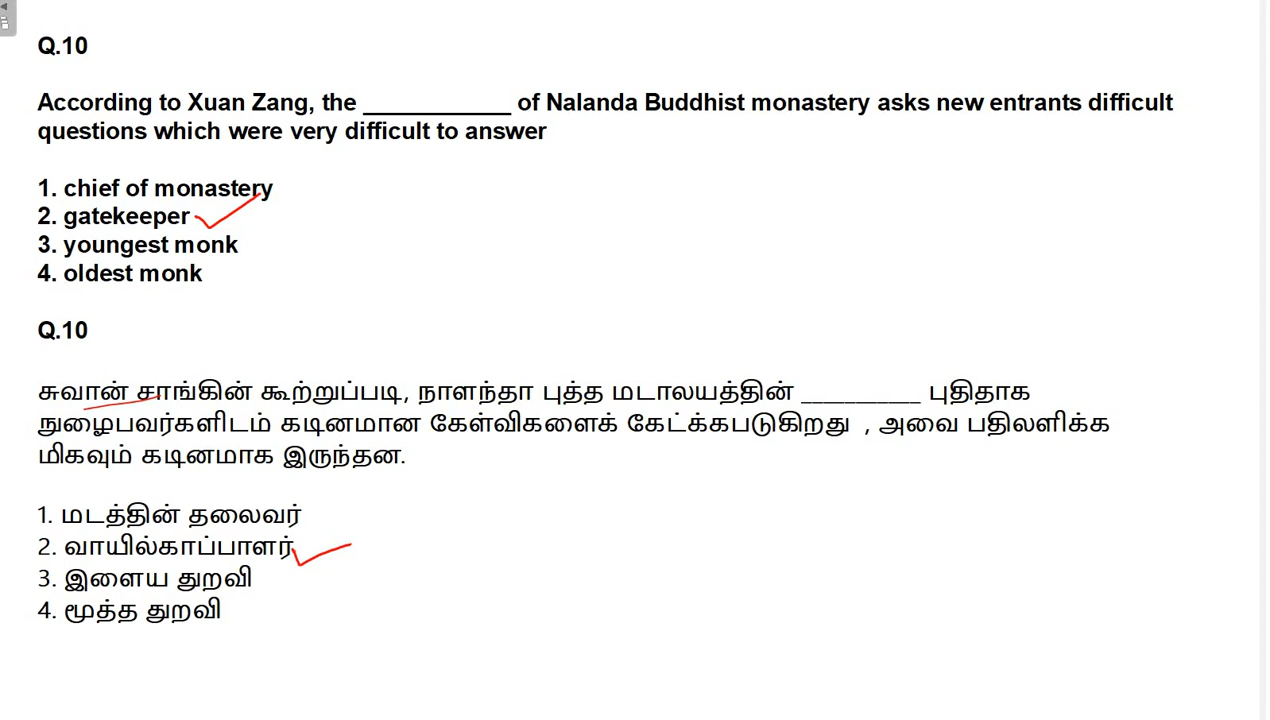 Q.10
According to Xuan Zang, the ___________ of Nalanda Buddhist monastery asks new entrants difficult
questions which were very difficult to answer
1. chief of monastery
2. gatekeeper
3. youngest monk
4. oldest monk
Q.10
சுவான் சாங்கின் கூற்றுப்படி, நாளந்தா புத்த மடாலயத்தின் ___________ புதிதாக
நுழைபவர்களிடம் கடினமான கேள்விகளைக் கேட்க்கபடுகிறது , அவை பதிலளிக்க
மிகவும் கடினமாக இருந்தன.
1. மடத்தின் தலைவர்
2. வாயில்காப்பாளர்
3. இளைய துறவி
4. மூத்த துறவி